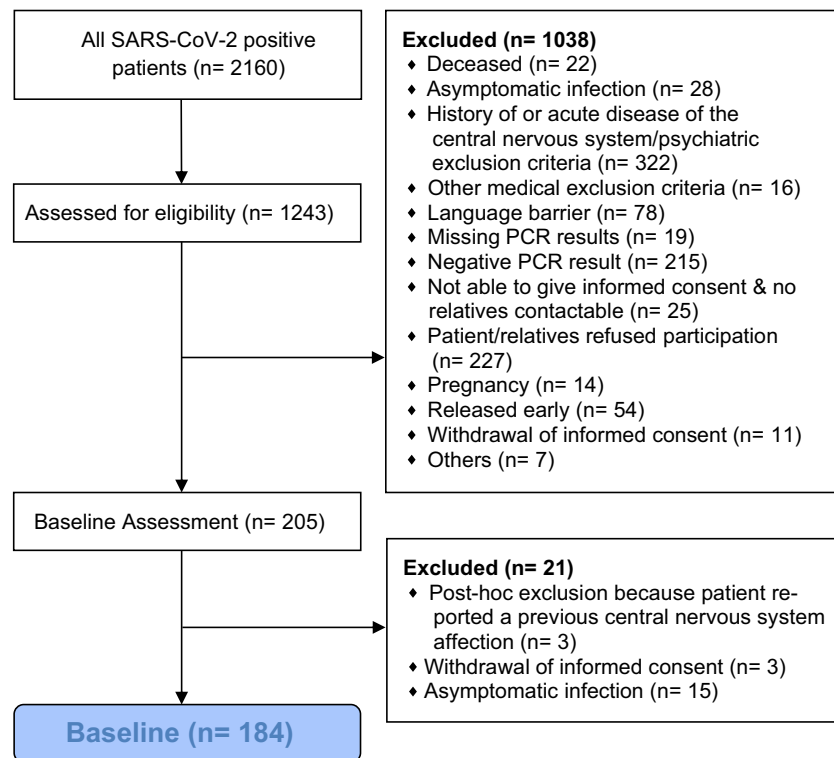 All SARS-CoV-2 positive
patients (n= 2160)
Excluded (n= 1038)
♦ Deceased (n= 22)
♦ Asymptomatic infection (n= 28)
♦ History of or acute disease of the
central nervous system/psychiatric
exclusion criteria (n= 322)
♦ Other medical exclusion criteria (n= 16)
♦ Language barrier (n= 78)
♦ Missing PCR results (n= 19)
♦ Negative PCR result (n= 215)
♦ Not able to give informed consent & no
relatives contactable (n= 25)
♦ Patient/relatives refused participation
(n= 227)
♦ Pregnancy (n= 14)
♦ Released early (n= 54)
♦ Withdrawal of informed consent (n= 11)
♦ Others (n= 7)
Assessed for eligibility (n= 1243)
Baseline Assessment (n= 205)
Excluded (n= 21)
♦ Post-hoc exclusion because patient re-
ported a previous central nervous system
affection (n= 3)
♦ Withdrawal of informed consent (n= 3)
♦ Asymptomatic infection (n= 15)
Baseline (n= 184)